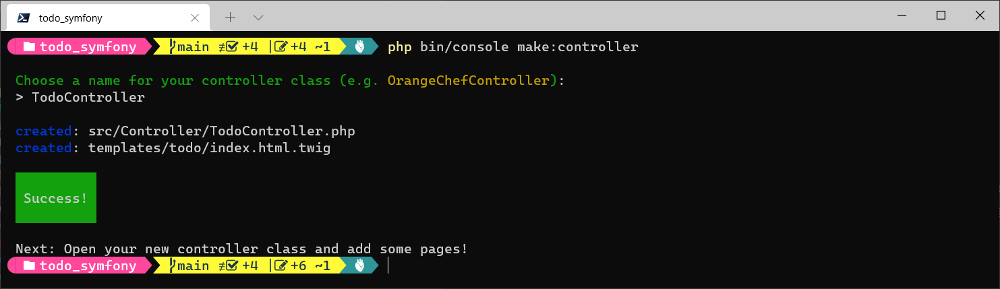 todo_symfony
todo_symfony main ≢ +4 | +4 ~1 php bin/console make:controller
Choose a name for your controller class (e.g. OrangeChefController):
> TodoController
created: src/Controller/TodoController.php
created: templates/todo/index.html.twig
Success!
Next: Open your new controller class and add some pages!
todo_symfony main ≢ +4 | +6 ~1